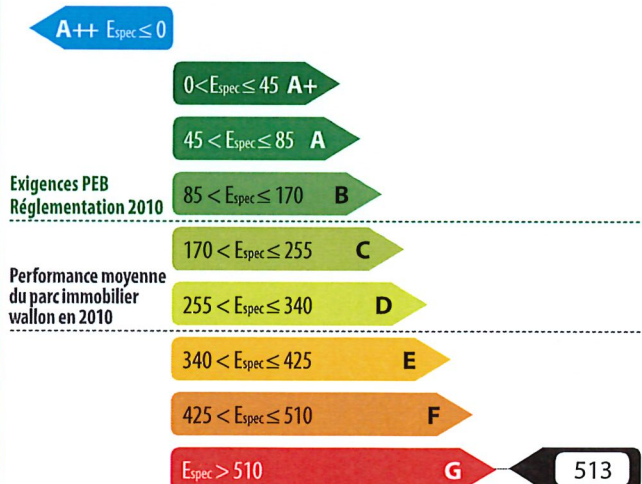 A++ Espec ≤ 0
0 < Espec ≤ 45 A+
45 < Espec ≤ 85 A
Exigences PEB
Réglementation 2010
85 < Espec ≤ 170 B
170 < Espec ≤ 255 C
Performance moyenne
du parc immobilier
wallon en 2010
255 < Espec ≤ 340 D
340 < Espec ≤ 425 E
425 < Espec ≤ 510 F
Espec > 510 G
513